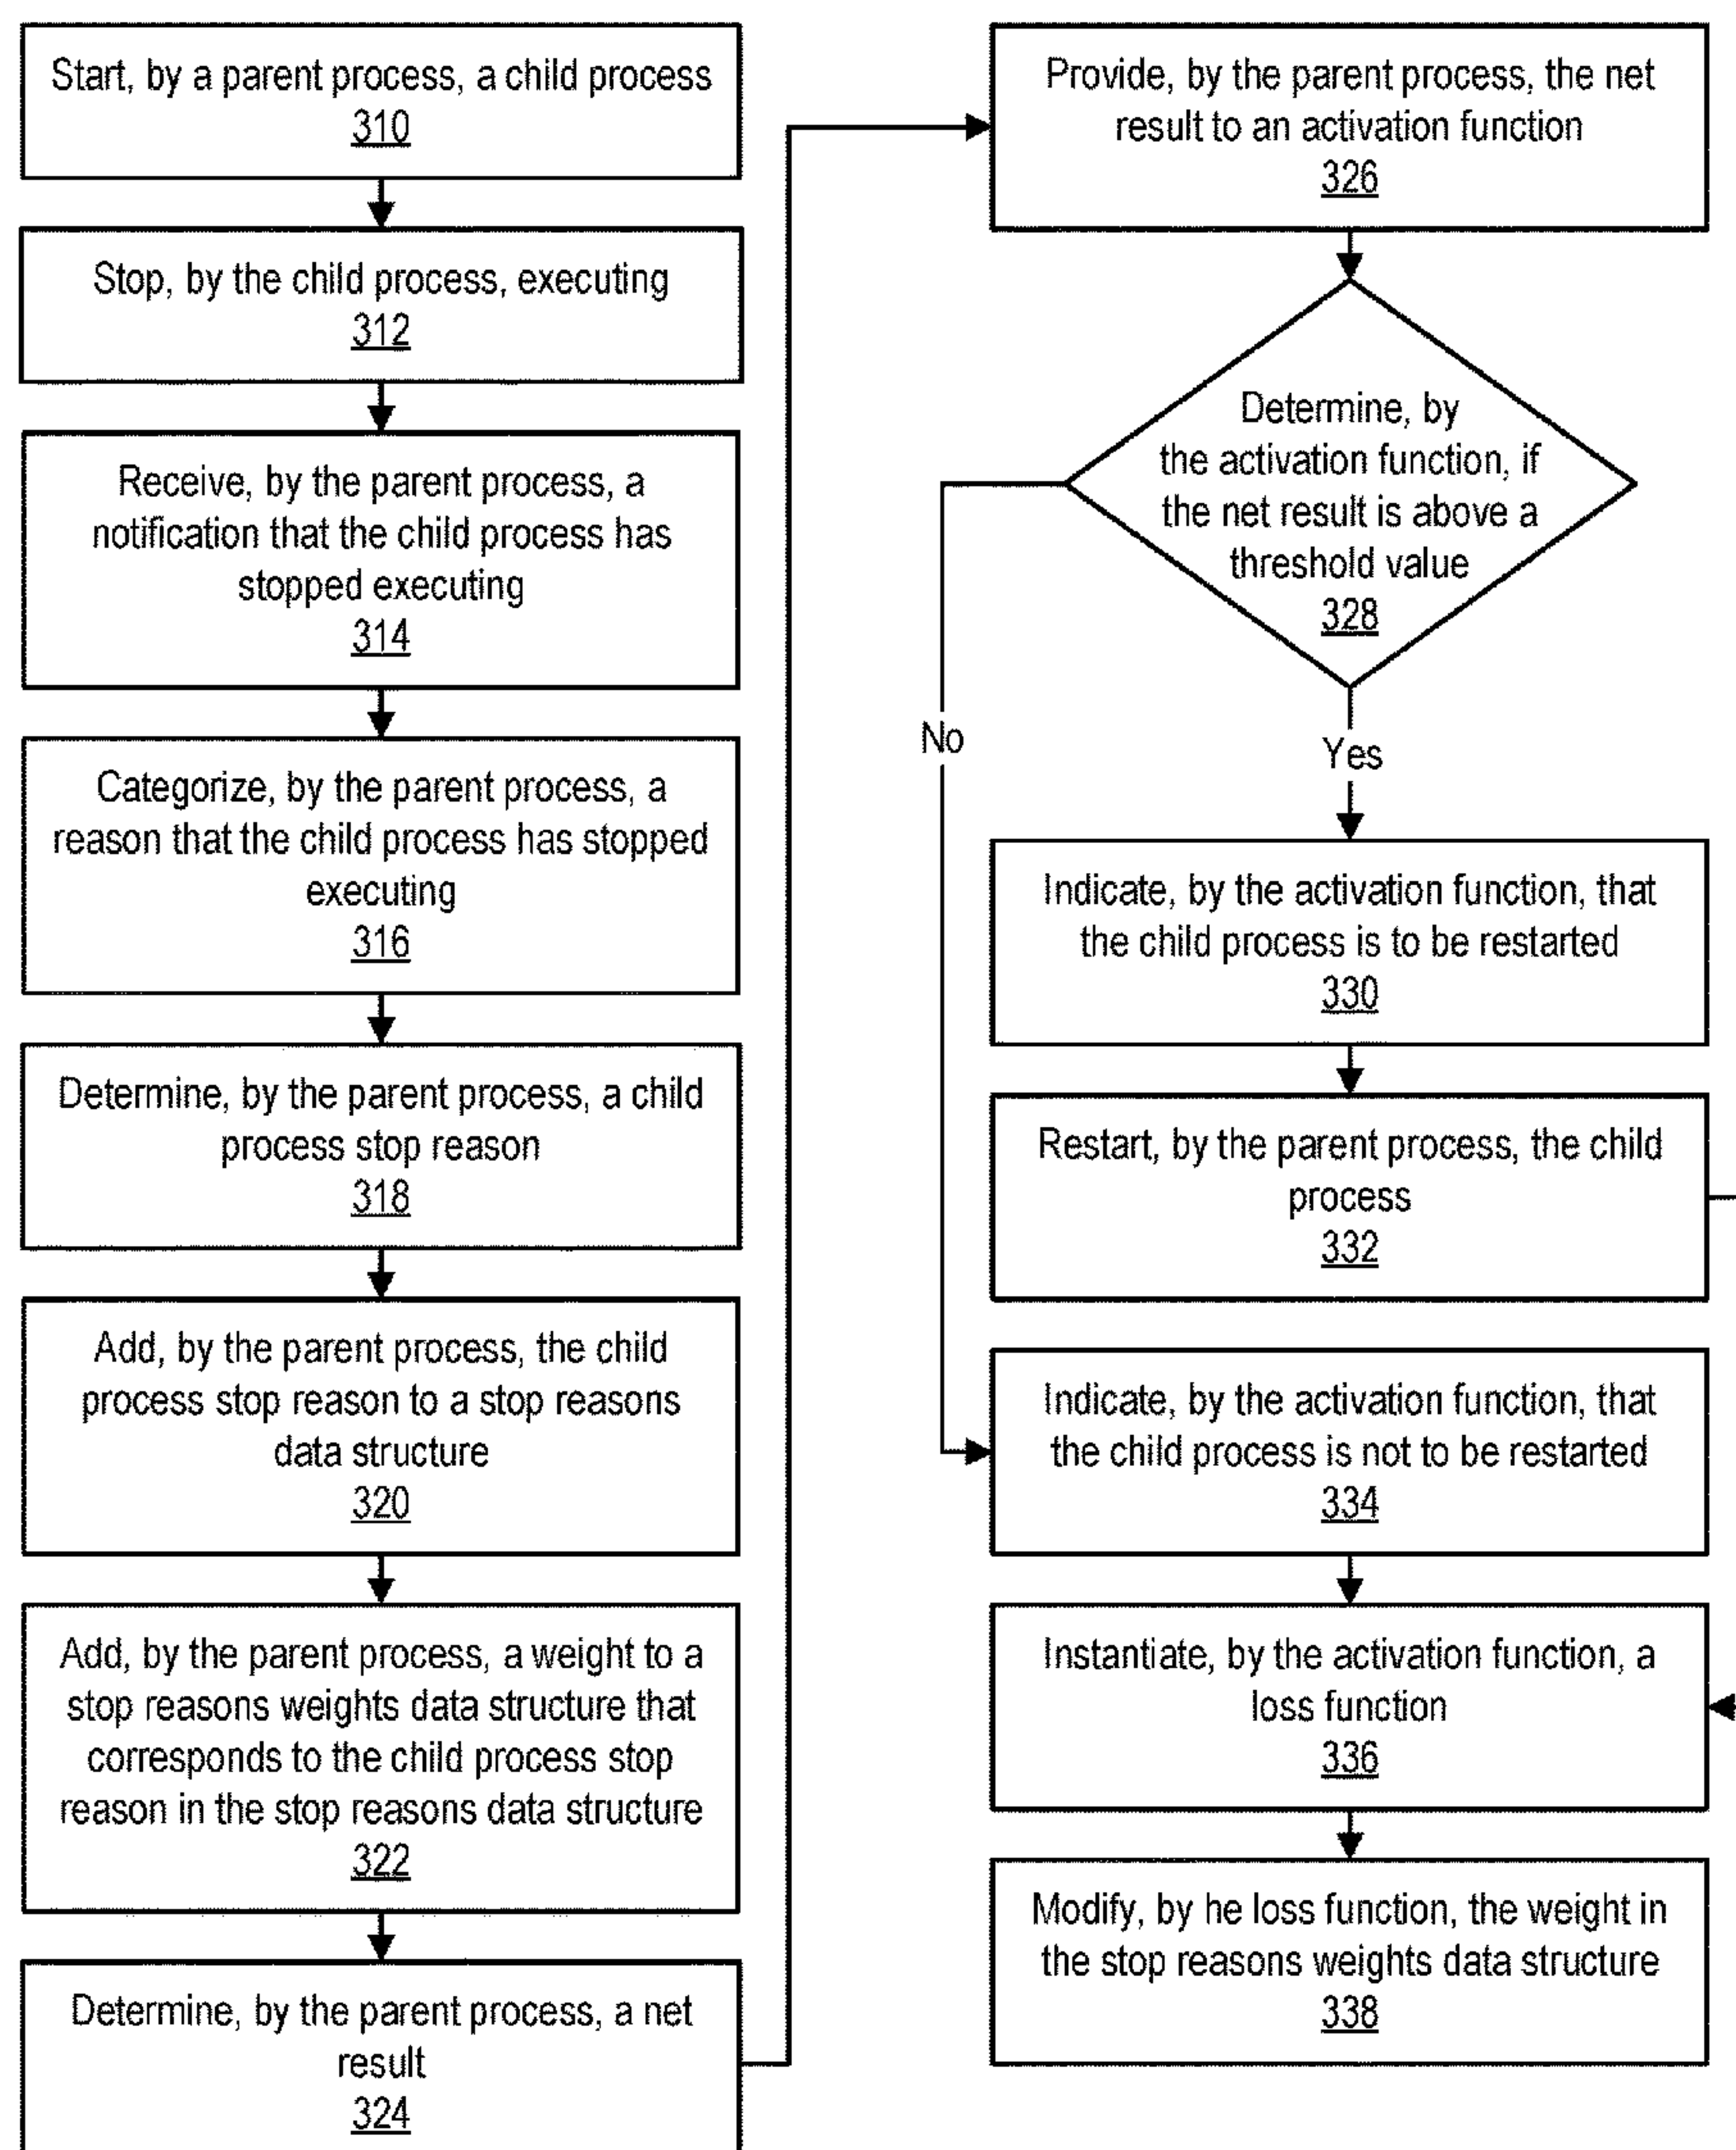 Start, by a parent process, a child process
310
Stop, by the child process, executing
312
Receive, by the parent process, a
notification that the child process has
stopped executing
314
Categorize, by the parent process, a
reason that the child process has stopped
executing
316
Determine, by the parent process, a child
process stop reason
318
Add, by the parent process, the child
process stop reason to a stop reasons
data structure
320
Add, by the parent process, a weight to a
stop reasons weights data structure that
corresponds to the child process stop
reason in the stop reasons data structure
322
Determine, by the parent process, a net
result
324
Provide, by the parent process, the net
result to an activation function
326
Determine, by
the activation function, if
the net result is above a
threshold value
328
No
Yes
Indicate, by the activation function, that
the child process is to be restarted
330
Restart, by the parent process, the child
process
332
Indicate, by the activation function, that
the child process is not to be restarted
334
Instantiate, by the activation function, a
loss function
336
Modify, by he loss function, the weight in
the stop reasons weights data structure
338